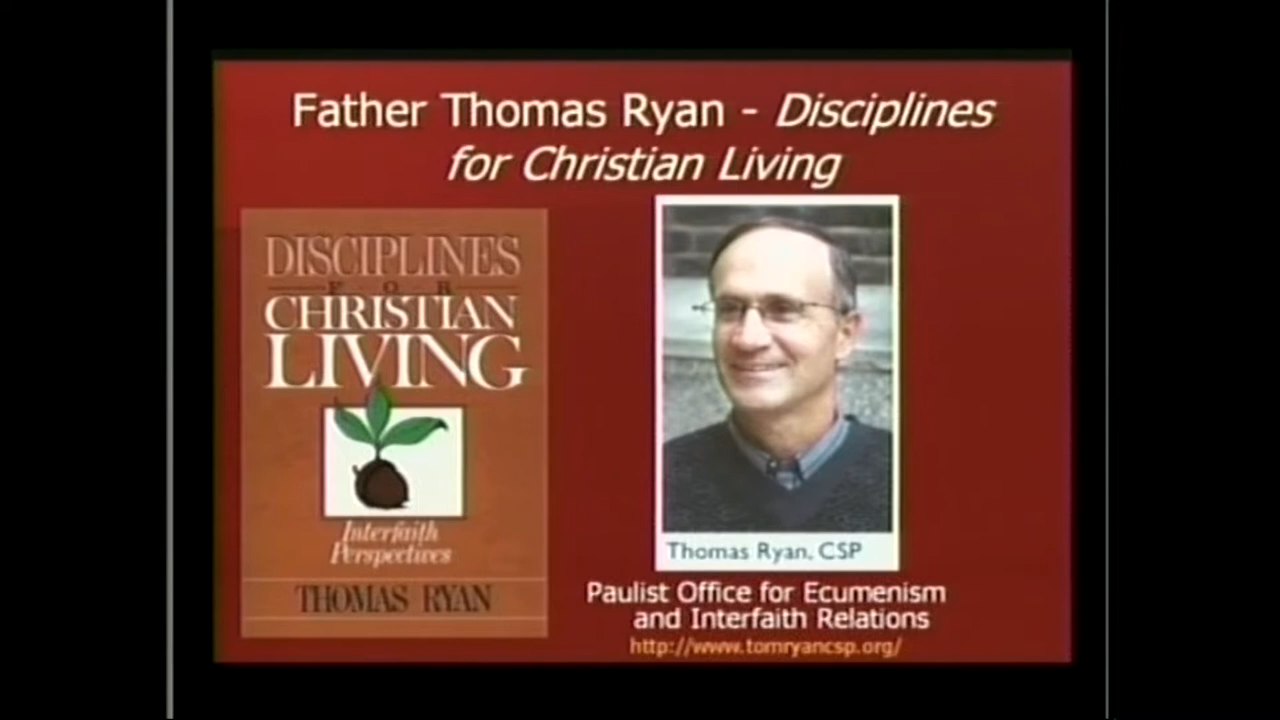 Father Thomas Ryan - Disciplines
for Christian Living
DISCIPLINES
FOR
CHRISTIAN
LIVING
Interfaith
Perspectives
THOMAS RYAN
Thomas Ryan, CSP
Paulist Office for Ecumenism
and Interfaith Relations
http://www.tomryancsp.org/